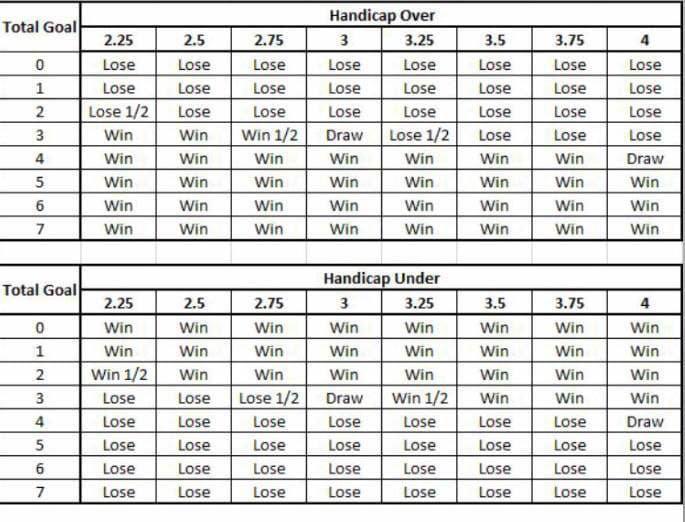 Total Goal Handicap Over
2.25 2.5 2.75 3 3.25 3.5 3.75 4
0 Lose Lose Lose Lose Lose Lose Lose Lose
1 Lose Lose Lose Lose Lose Lose Lose Lose
2 Lose 1/2 Lose Lose Lose Lose Lose Lose Lose
3 Win Win Win 1/2 Draw Lose 1/2 Lose Lose Lose
4 Win Win Win Win Win Win Win Draw
5 Win Win Win Win Win Win Win Win
6 Win Win Win Win Win Win Win Win
7 Win Win Win Win Win Win Win Win
Total Goal Handicap Under
2.25 2.5 2.75 3 3.25 3.5 3.75 4
0 Win Win Win Win Win Win Win Win
1 Win Win Win Win Win Win Win Win
2 Win 1/2 Win Win Win Win Win Win Win
3 Lose Lose Lose 1/2 Draw Win 1/2 Win Win Win
4 Lose Lose Lose Lose Lose Lose Lose Draw
5 Lose Lose Lose Lose Lose Lose Lose Lose
6 Lose Lose Lose Lose Lose Lose Lose Lose
7 Lose Lose Lose Lose Lose Lose Lose Lose